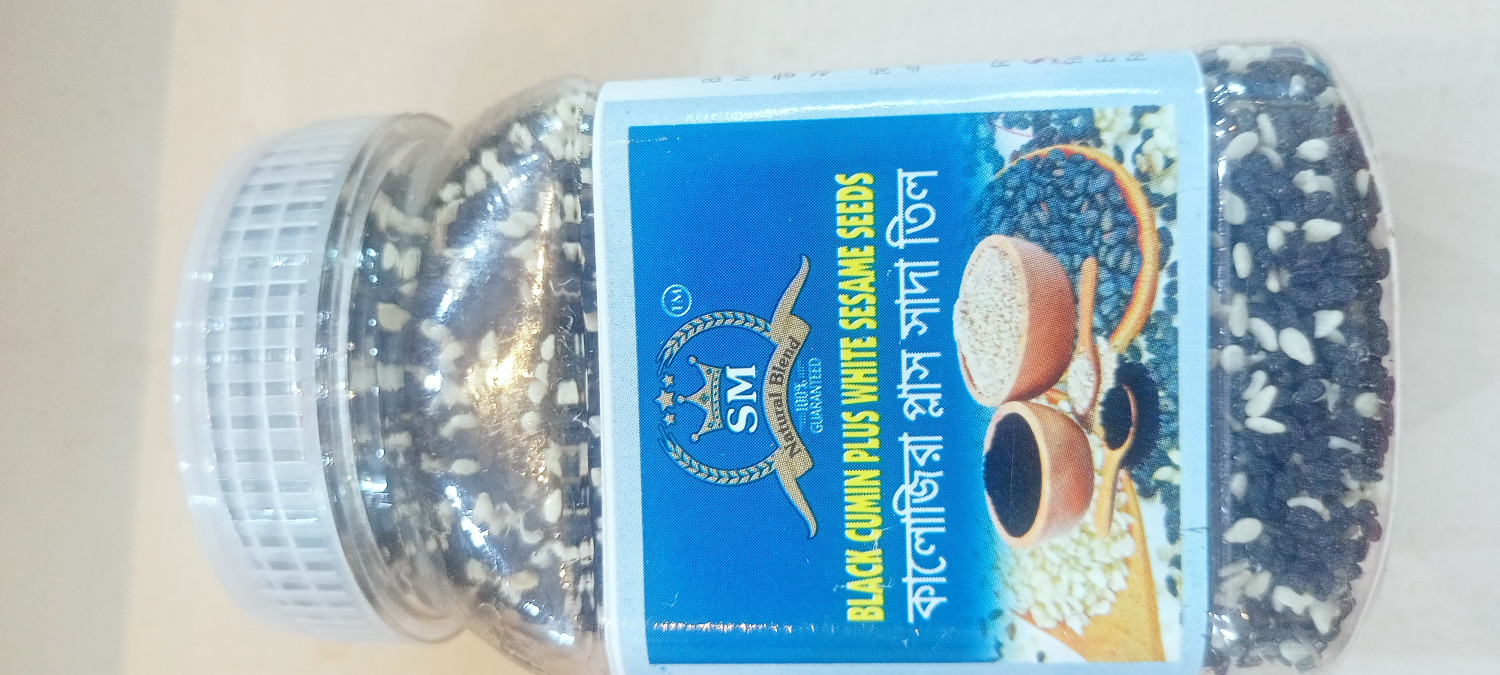 SM
TM
Natural Blend
100%
GUARANTEED
BLACK CUMIN PLUS WHITE SESAME SEEDS
কালোজিরা প্লাস সাদা তিল